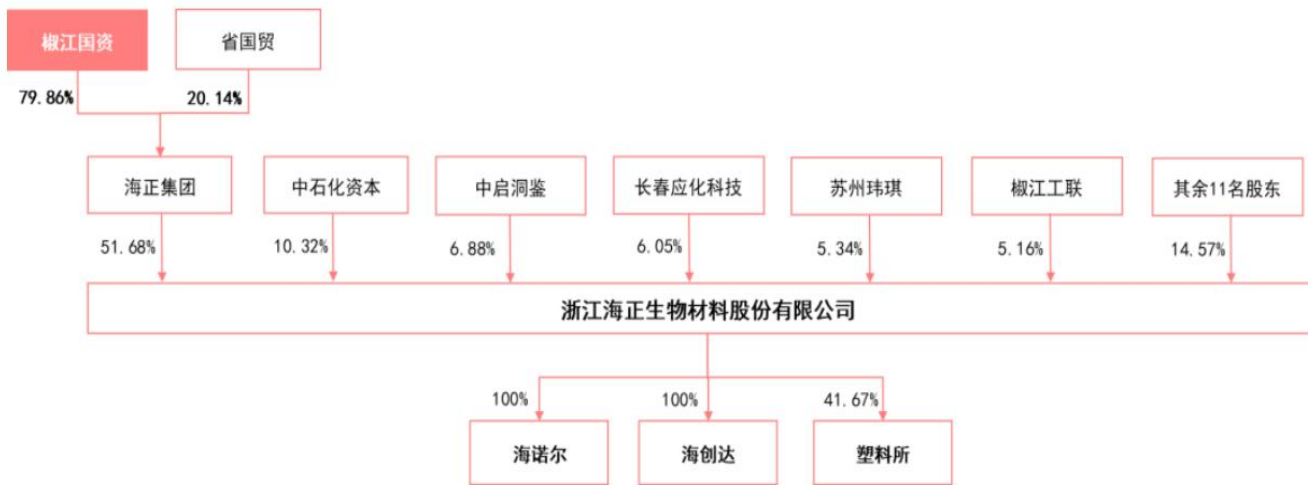 椒江国资
省国贸
79.86%
20.14%
海正集团
中石化资本
中启洞鉴
长春应化科技
苏州玮琪
椒江工联
其余11名股东
51.68%
10.32%
6.88%
6.05%
5.34%
5.16%
14.57%
浙江海正生物材料股份有限公司
100%
100%
41.67%
海诺尔
海创达
塑料所